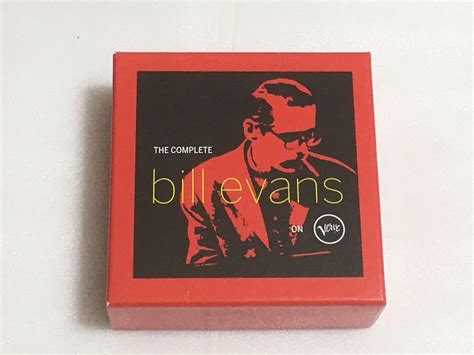 THE COMPLETE
bill evans
ON Verve